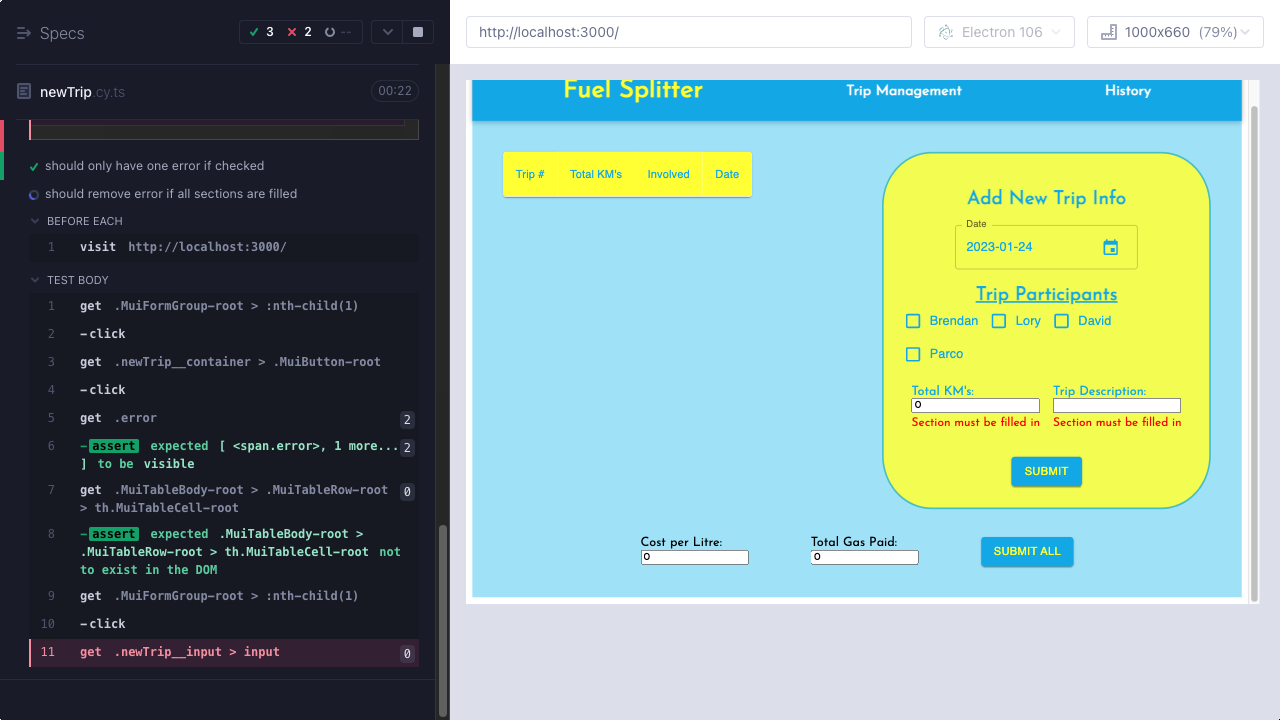 Specs
3
2
--
http://localhost:3000/
Electron 106
1000x660 (79%)
newTrip.cy.ts
00:22
should only have one error if checked
should remove error if all sections are filled
BEFORE EACH
1 visit http://localhost:3000/
TEST BODY
1 get .MuiFormGroup-root > :nth-child(1)
2 -click
3 get .newTrip__container > .MuiButton-root
4 -click
5 get .error 2
6 -assert expected [ <span.error>, 1 more... 2
] to be visible
7 get .MuiTableBody-root > .MuiTableRow-root 0
> th.MuiTableCell-root
8 -assert expected .MuiTableBody-root >
.MuiTableRow-root > th.MuiTableCell-root not
to exist in the DOM
9 get .MuiFormGroup-root > :nth-child(1)
10 -click
11 get .newTrip__input > input 0
Fuel Splitter
Trip Management
History
Trip # Total KM's Involved Date
Add New Trip Info
Date
2023-01-24
Trip Participants
Brendan Lory David
Parco
Total KM's: Trip Description:
0
Section must be filled in Section must be filled in
SUBMIT
Cost per Litre: Total Gas Paid:
0 0
SUBMIT ALL